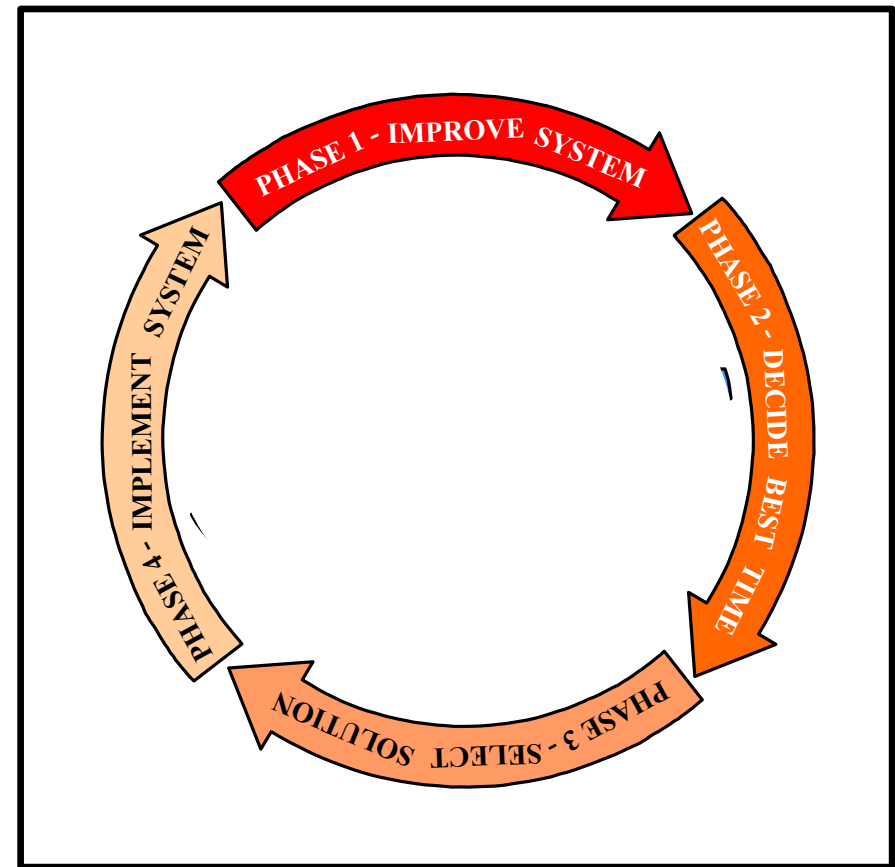 PHASE 1 - IMPROVE SYSTEM
PHASE 2 - DECIDE BEST TIME
PHASE 3 - SELECT SOLUTION
PHASE 4 - IMPLEMENT SYSTEM